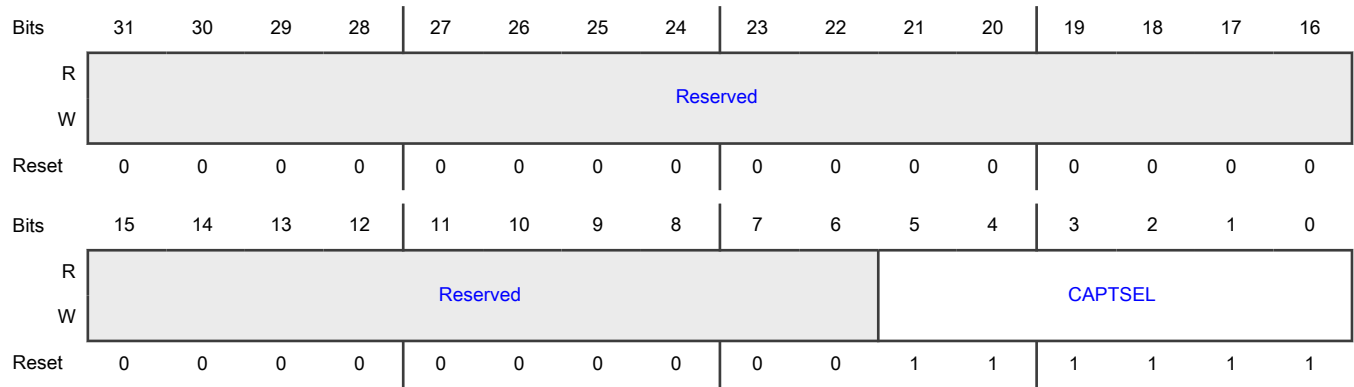 Bits 31 30 29 28 27 26 25 24 23 22 21 20 19 18 17 16
R
Reserved
W
Reset 0 0 0 0 0 0 0 0 0 0 0 0 0 0 0 0
Bits 15 14 13 12 11 10 9 8 7 6 5 4 3 2 1 0
R
Reserved CAPTSEL
W
Reset 0 0 0 0 0 0 0 0 0 0 1 1 1 1 1 1